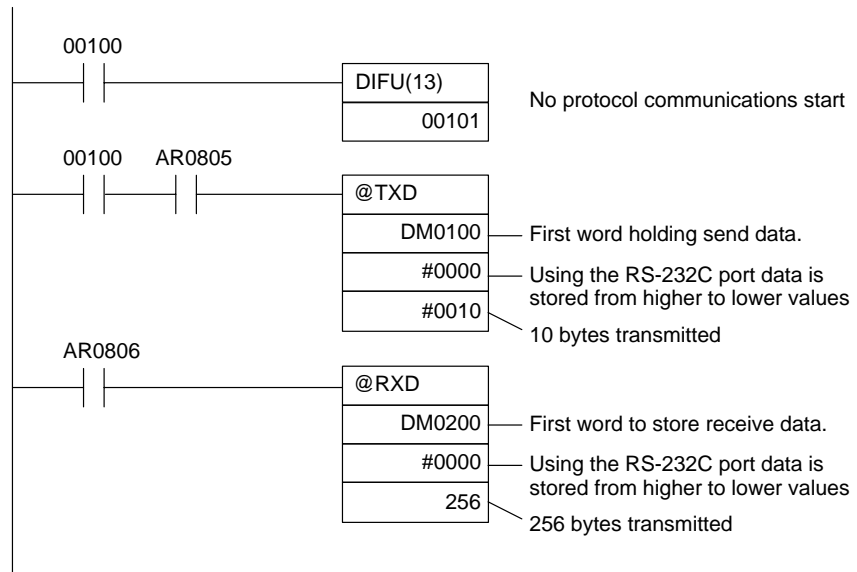 00100
DIFU(13)
00101
No protocol communications start
00100 AR0805
@TXD
DM0100
First word holding send data.
#0000
Using the RS-232C port data is
stored from higher to lower values
#0010
10 bytes transmitted
AR0806
@RXD
DM0200
First word to store receive data.
#0000
Using the RS-232C port data is
stored from higher to lower values
256
256 bytes transmitted